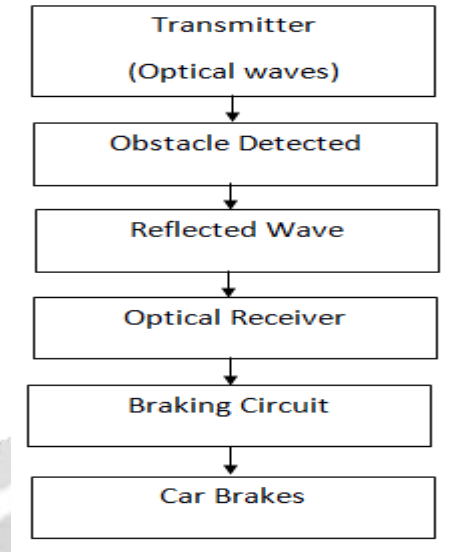 Transmitter
(Optical waves)
Obstacle Detected
Reflected Wave
Optical Receiver
Braking Circuit
Car Brakes